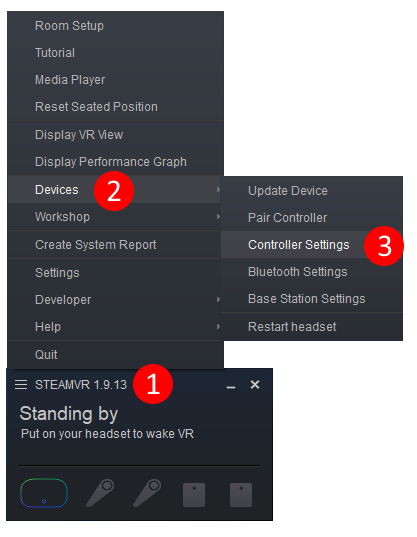 Room Setup
Tutorial
Media Player
Reset Seated Position
Display VR View
Display Performance Graph
Devices 2
Workshop
Create System Report
Settings
Developer
Help
Quit
Update Device
Pair Controller
Controller Settings 3
Bluetooth Settings
Base Station Settings
Restart headset
STEAMVR 1.9.13 1
Standing by
Put on your headset to wake VR